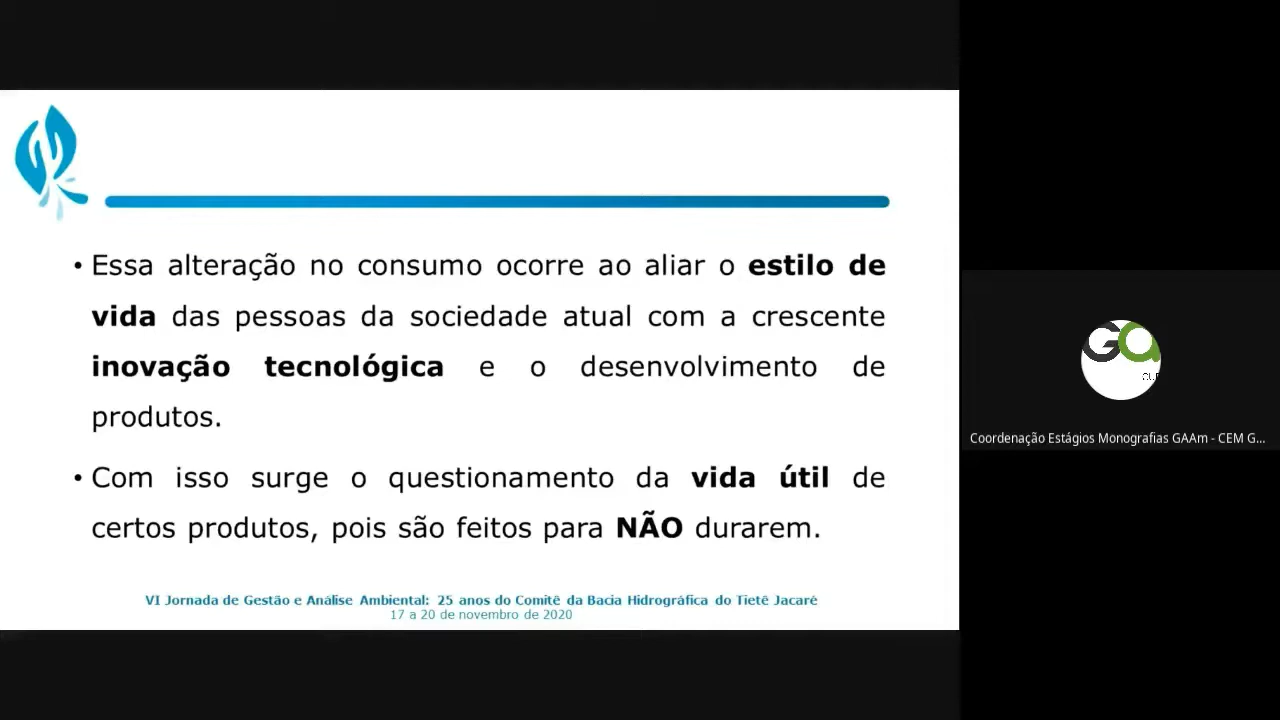 • Essa alteração no consumo ocorre ao aliar o estilo de
vida das pessoas da sociedade atual com a crescente
inovação tecnológica e o desenvolvimento de
produtos.
• Com isso surge o questionamento da vida útil de
certos produtos, pois são feitos para NÃO durarem.
VI Jornada de Gestão e Análise Ambiental: 25 anos do Comitê da Bacia Hidrográfica do Tietê Jacaré
17 a 20 de novembro de 2020
Coordenação Estágios Monografias GAAm - CEM G...